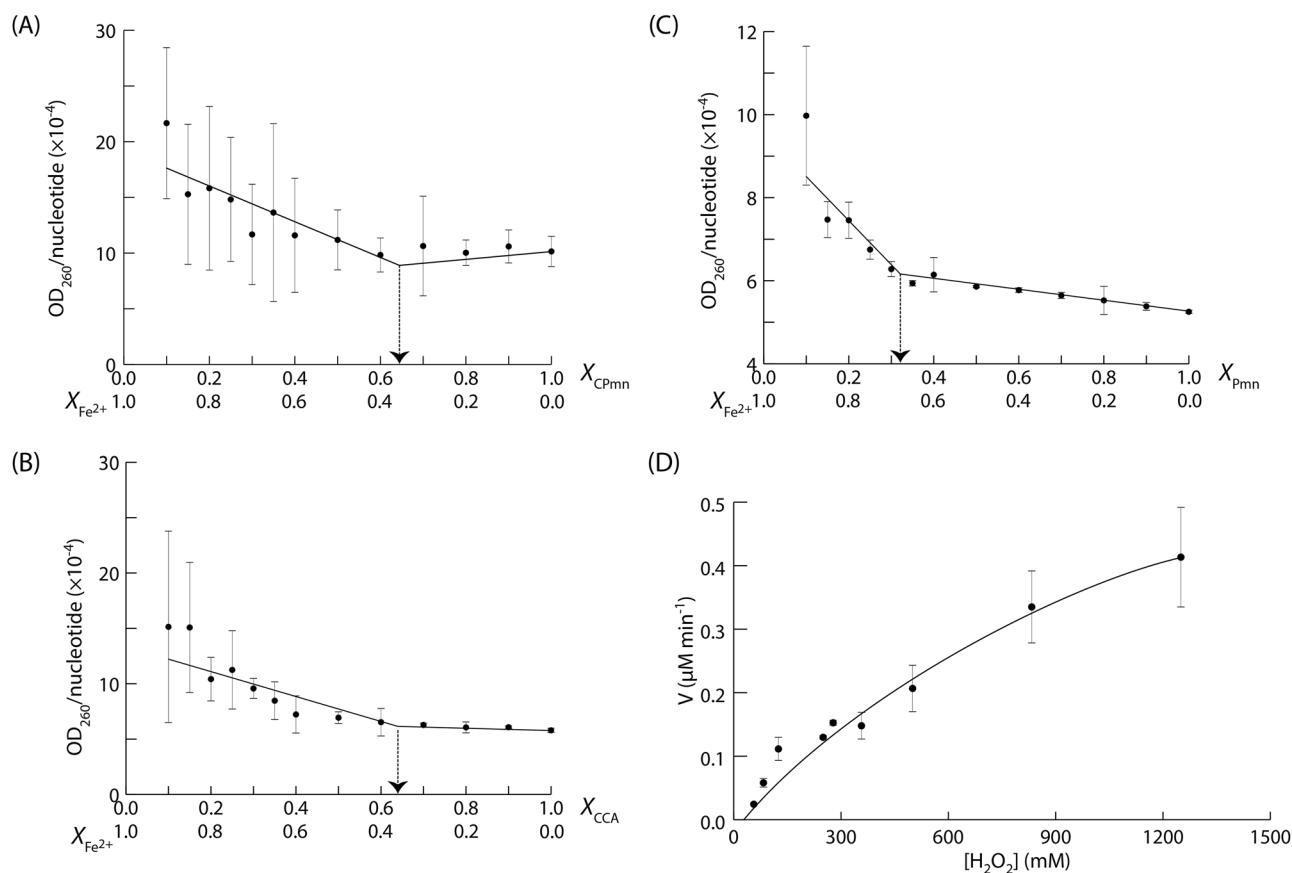 (A)
30
20
10
0
OD260/nucleotide (×10-4)
0.0 0.2 0.4 0.6 0.8 1.0 XCPmn
XFe2+ 1.0 0.8 0.6 0.4 0.2 0.0
(B)
30
20
10
0
OD260/nucleotide (×10-4)
0.0 0.2 0.4 0.6 0.8 1.0 XCCA
XFe2+ 1.0 0.8 0.6 0.4 0.2 0.0
(C)
12
10
8
6
4
OD260/nucleotide (×10-4)
0.0 0.2 0.4 0.6 0.8 1.0 XPmn
XFe2+ 1.0 0.8 0.6 0.4 0.2 0.0
(D)
0.5
0.4
0.3
0.2
0.1
0.0
V (μM min-1)
0 300 600 900 1200 1500
[H2O2] (mM)